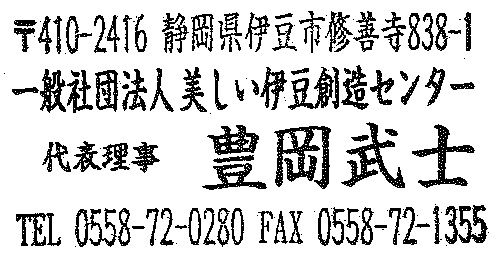 〒410-2416 静岡県伊豆市修善寺838-1
一般社団法人美しい伊豆創造センター
代表理事 豊岡武士
TEL 0558-72-0280 FAX 0558-72-1355